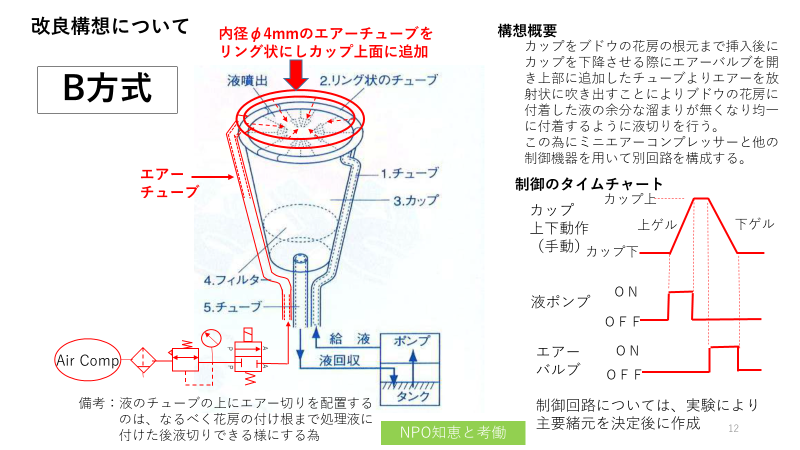 改良構想について
B方式
内径φ4mmのエアーチューブを
リング状にしカップ上面に追加
液噴出
2.リング状のチューブ
エアー
チューブ
1.チューブ
3.カップ
4.フィルター
5.チューブ
Air Comp
P
A
P
A
給 液
液回収
ポンプ
タンク
備考：液のチューブの上にエアー切りを配置する
のは、なるべく花房の付け根まで処理液に
付けた後液切りできる様にする為
NPO知恵と考働
構想概要
カップをブドウの花房の根元まで挿入後に
カップを下降させる際にエアーバルブを開
き上部に追加したチューブよりエアーを放
射状に吹き出すことによりブドウの花房に
付着した液の余分な溜まりが無くなり均一
に付着するように液切りを行う。
この為にミニエアーコンプレッサーと他の
制御機器を用いて別回路を構成する。
制御のタイムチャート
カップ上
カップ
上下動作
（手動）
上ゲル
下ゲル
カップ下
液ポンプ
ＯＮ
ＯＦＦ
エアー
バルブ
ＯＮ
ＯＦＦ
制御回路については、実験により
主要緒元を決定後に作成
12